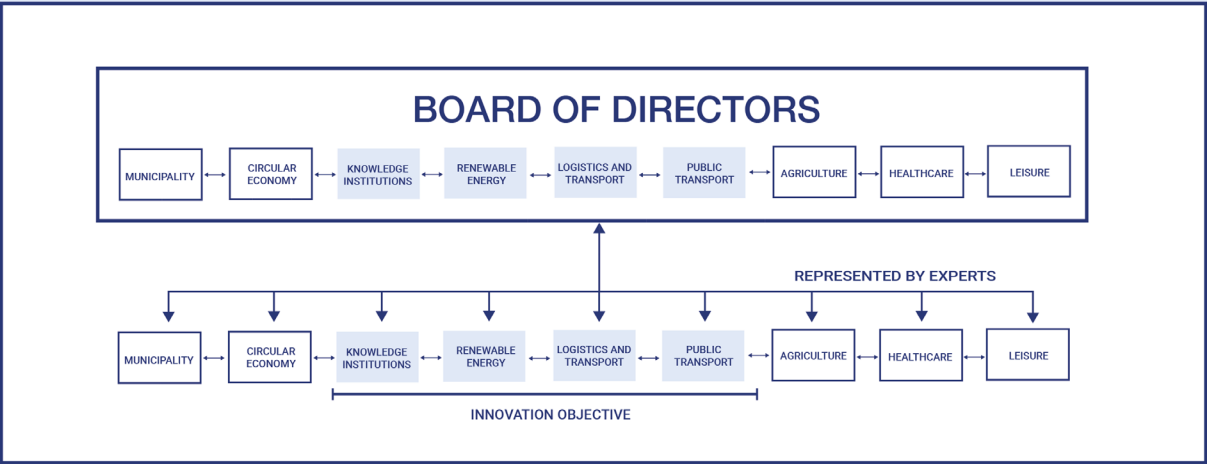 BOARD OF DIRECTORS
MUNICIPALITY
CIRCULAR
ECONOMY
KNOWLEDGE
INSTITUTIONS
RENEWABLE
ENERGY
LOGISTICS AND
TRANSPORT
PUBLIC
TRANSPORT
AGRICULTURE
HEALTHCARE
LEISURE
REPRESENTED BY EXPERTS
MUNICIPALITY
CIRCULAR
ECONOMY
KNOWLEDGE
INSTITUTIONS
RENEWABLE
ENERGY
LOGISTICS AND
TRANSPORT
PUBLIC
TRANSPORT
AGRICULTURE
HEALTHCARE
LEISURE
INNOVATION OBJECTIVE